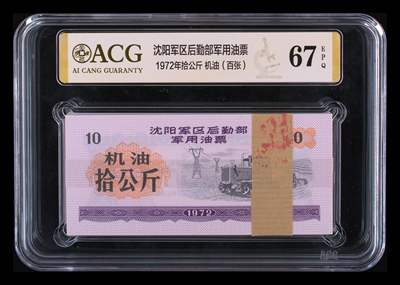 ACG
AI CANG GUARANTY
沈阳军区后勤部军用油票
1972年拾公斤 机油（百张）
67 EPQ
沈阳军区后勤部
军用油票
10
0
机油
拾公斤
1972